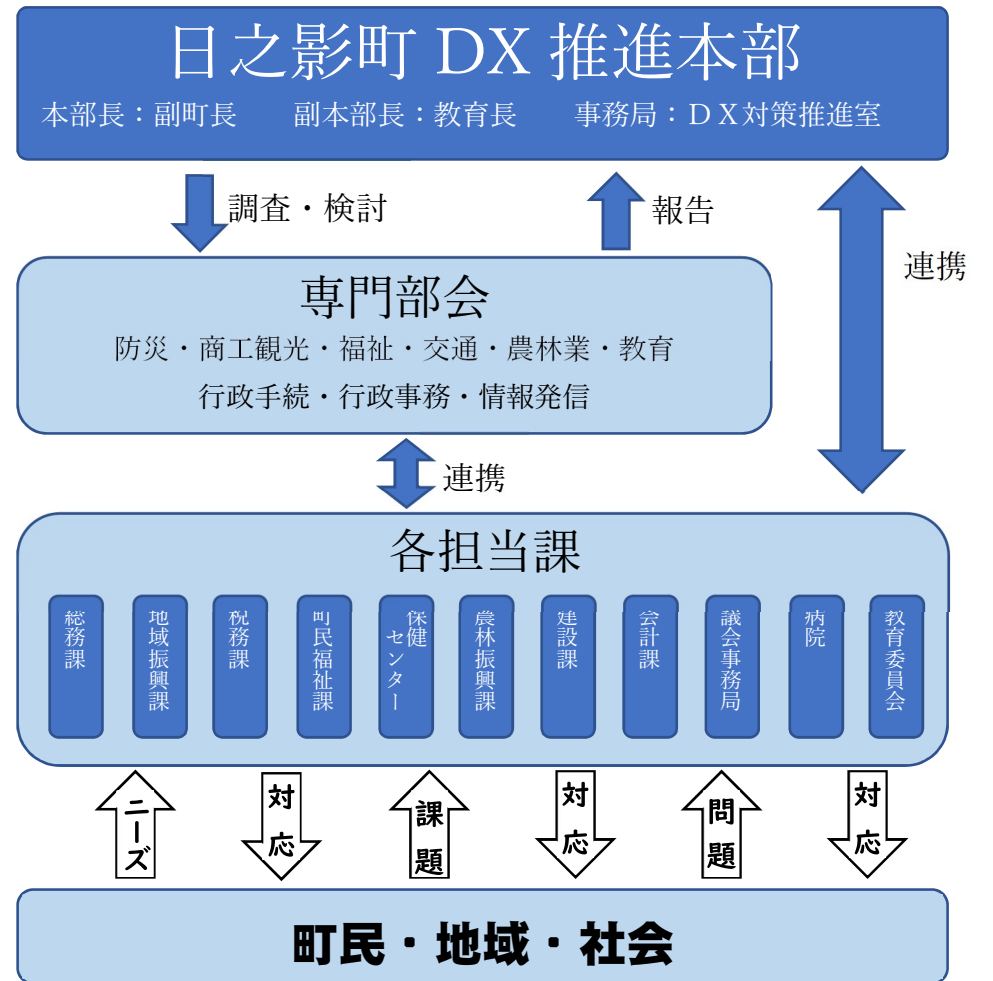 日之影町 DX 推進本部
本部長：副町長　副本部長：教育長　事務局：ＤＸ対策推進室
調査・検討
報告
連携
専門部会
防災・商工観光・福祉・交通・農林業・教育
行政手続・行政事務・情報発信
連携
各担当課
総務課
地域振興課
税務課
町民福祉課
保健
センター
農林振興課
建設課
会計課
議会事務局
病院
教育委員会
ニーズ
対応
課題
対応
問題
対応
町民・地域・社会